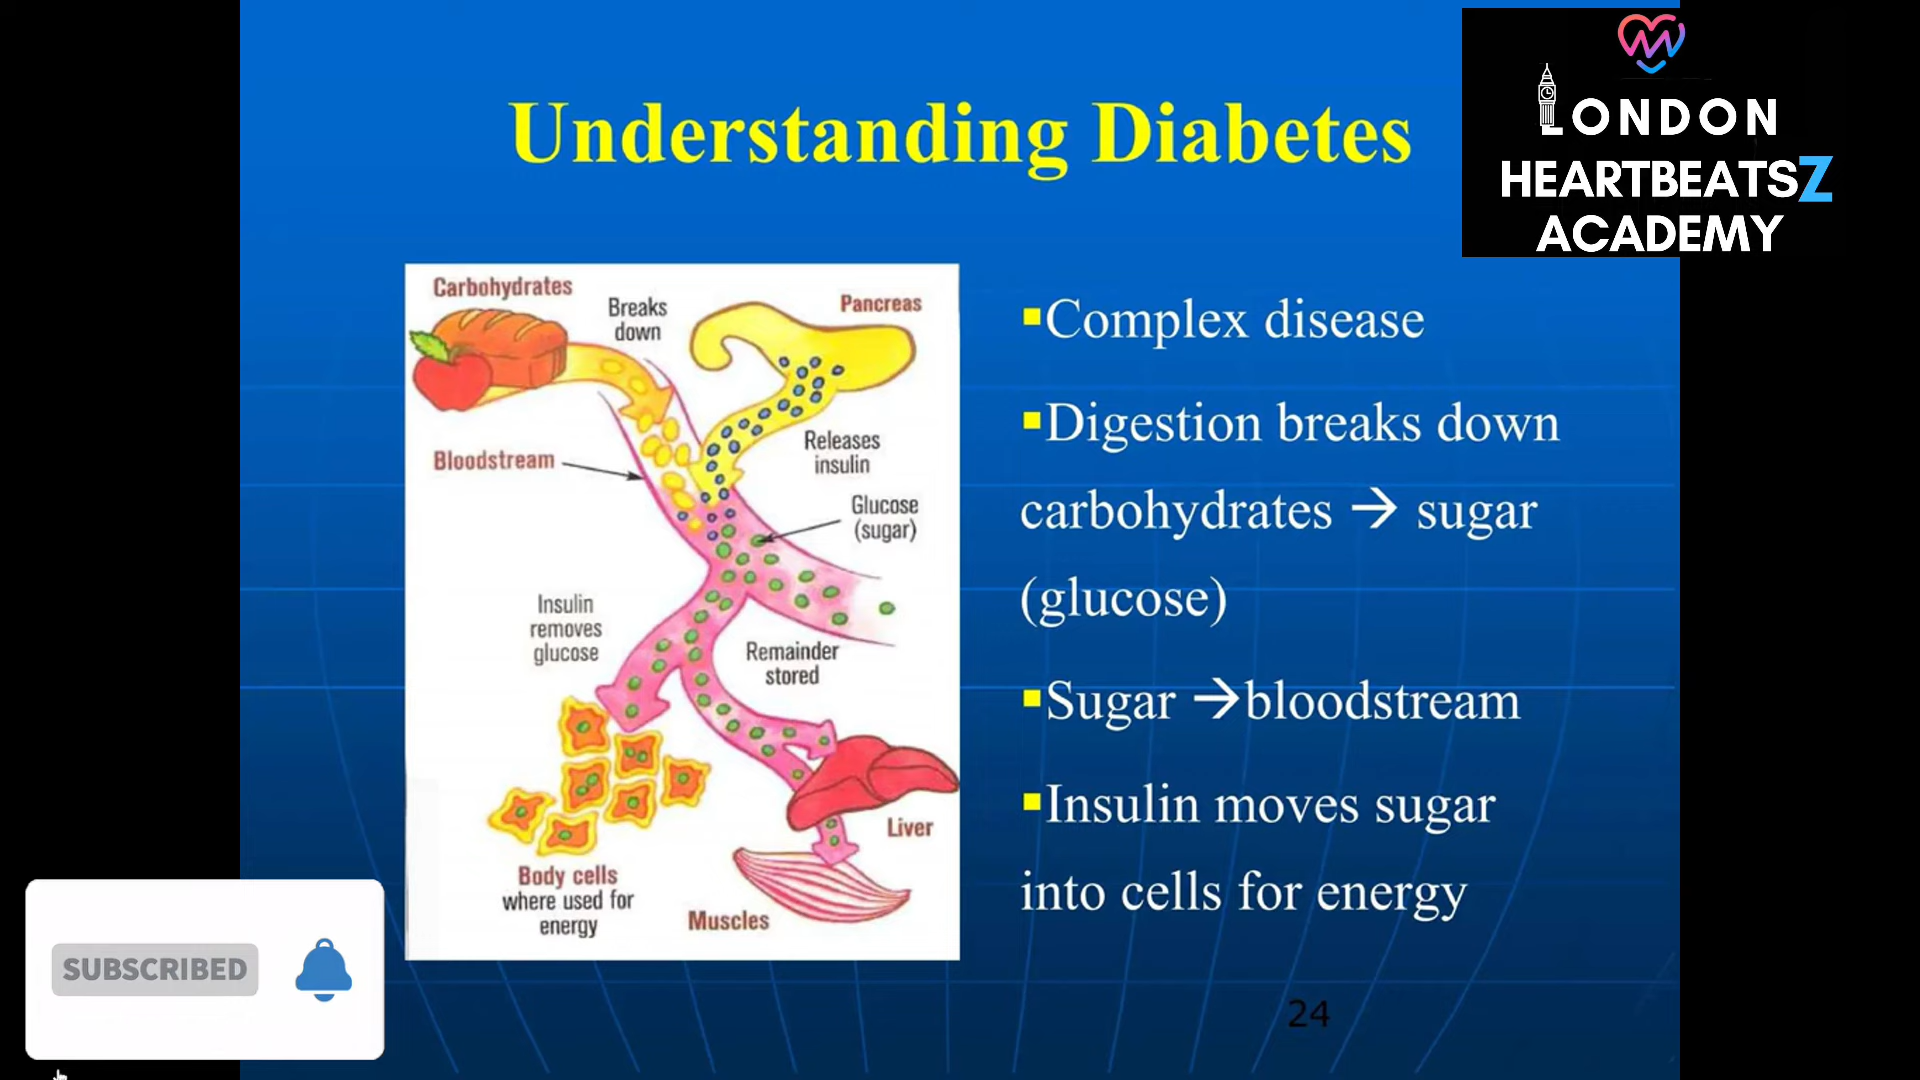 Understanding Diabetes
LONDON
HEARTBEATSZ
ACADEMY
Carbohydrates
Breaks
down
Pancreas
Bloodstream
Releases
insulin
Glucose
(sugar)
Insulin
removes
glucose
Remainder
stored
Liver
Body cells
where used for
energy
Muscles
▪Complex disease
▪Digestion breaks down
carbohydrates → sugar
(glucose)
▪Sugar →bloodstream
▪Insulin moves sugar
into cells for energy
SUBSCRIBED
24